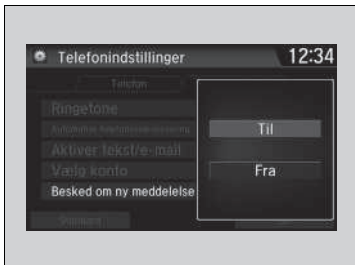 Telefonindstillinger
12:34
Telefon
Ringetone
Aktiver tekst/e-mail
Vælg konto
Besked om ny meddelelse
Til
Fra
Standard